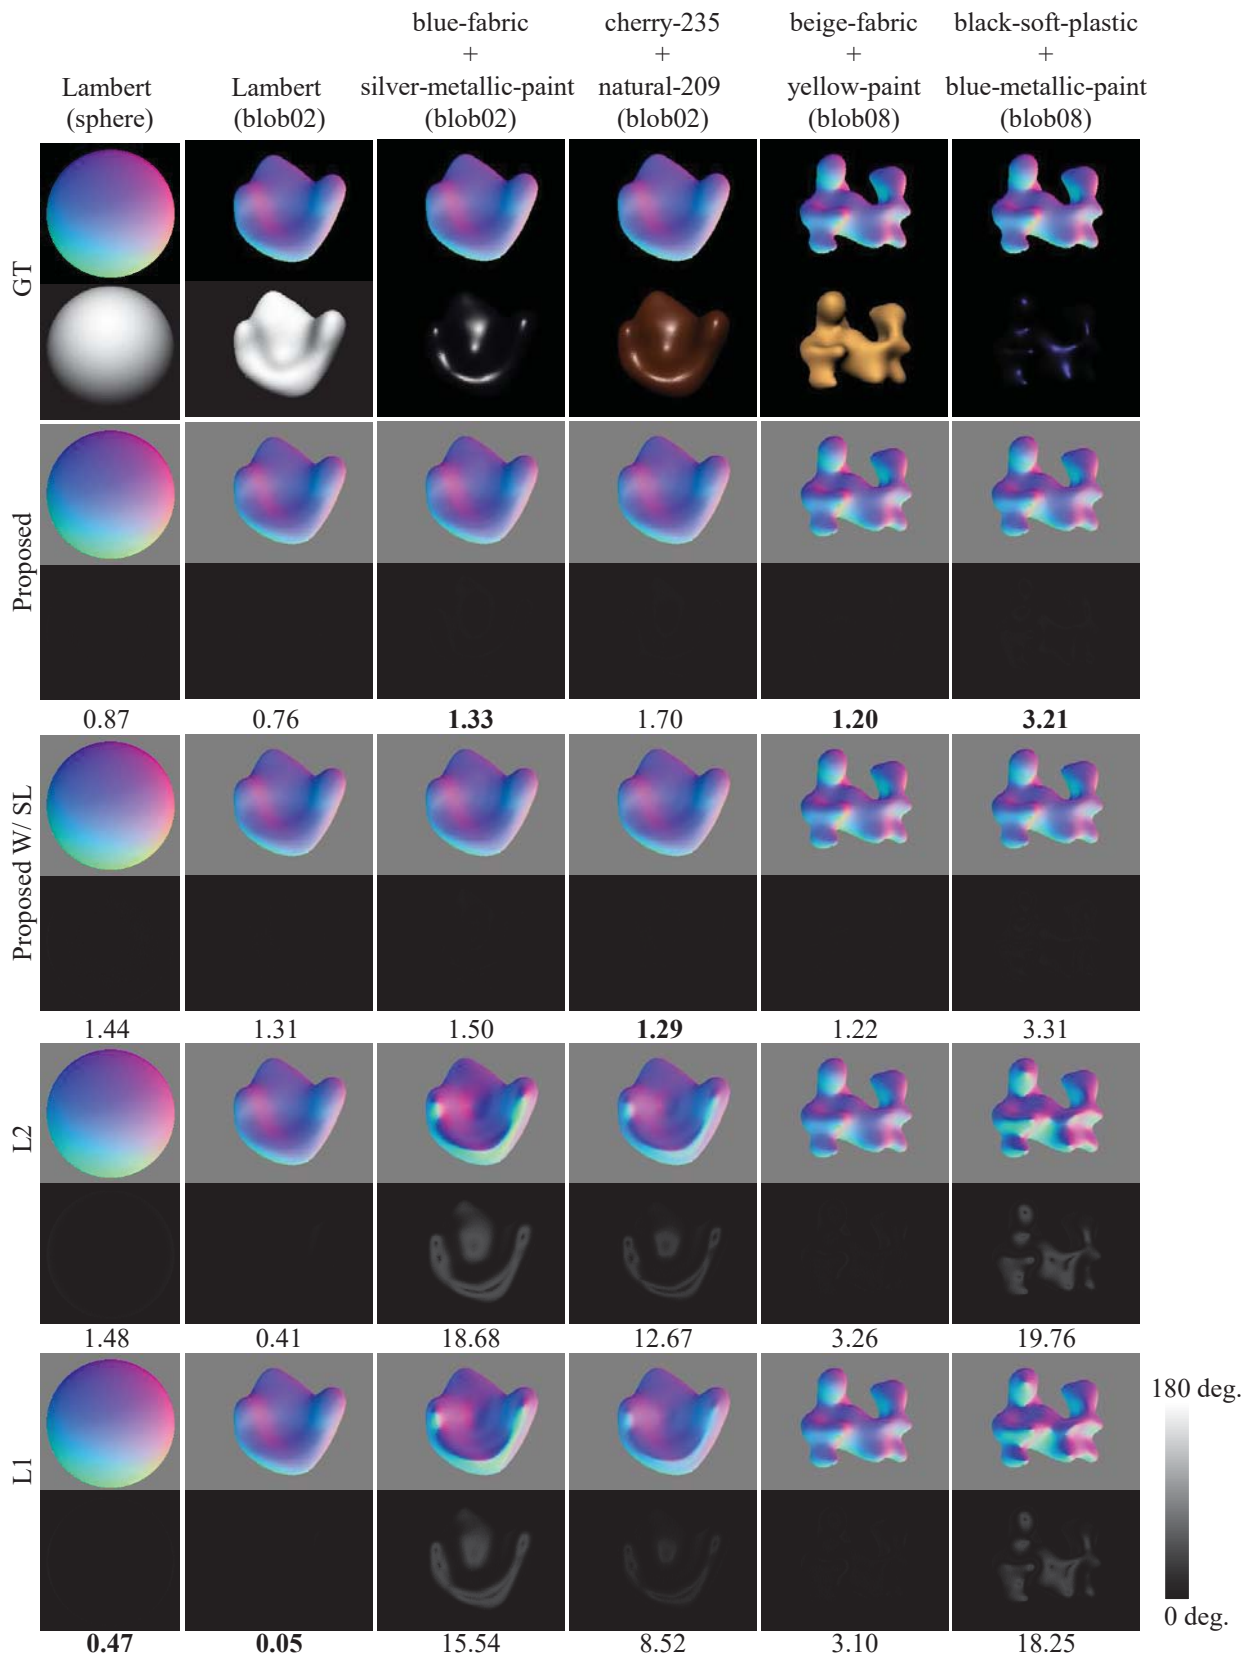 blue-fabric cherry-235 beige-fabric black-soft-plastic
+ + + +
Lambert Lambert silver-metallic-paint natural-209 yellow-paint blue-metallic-paint
(sphere) (blob02) (blob02) (blob02) (blob08) (blob08)
GT
Proposed
0.87 0.76 1.33 1.70 1.20 3.21
Proposed W/ SL
1.44 1.31 1.50 1.29 1.22 3.31
L2
1.48 0.41 18.68 12.67 3.26 19.76
L1
180 deg.
0 deg.
0.47 0.05 15.54 8.52 3.10 18.25